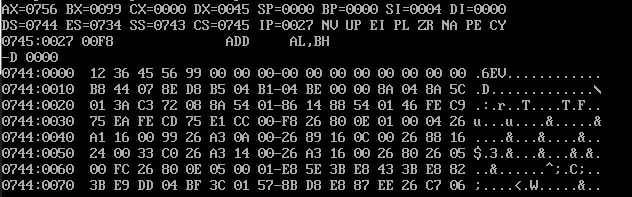 AX=0756 BX=0099 CX=0000 DX=0045 SP=0000 BP=0000 SI=0004 DI=0000
DS=0744 ES=0734 SS=0743 CS=0745 IP=0027 NV UP EI PL ZR NA PE CY
0745:0027 00F8 ADD AL,BH
-D 0000
0744:0000 12 36 45 56 99 00 00 00-00 00 00 00 00 00 00 00 .6EV............
0744:0010 B8 44 07 8E D8 B5 04 B1-04 BE 00 00 8A 04 8A 5C .D.............\
0744:0020 01 3A C3 72 08 8A 54 01-86 14 88 54 01 46 FE C9 .:.r..T....T.F..
0744:0030 75 EA FE CD 75 E1 CC 00-F8 26 80 0E 01 00 04 26 u...u....&.....&
0744:0040 A1 16 00 99 26 A3 0A 00-26 89 16 0C 00 26 88 16 ....&...&....&..
0744:0050 24 00 33 C0 26 A3 14 00-26 A3 16 00 26 80 26 05 $.3.&...&...&.&.
0744:0060 00 FC 26 80 0E 05 00 01-E8 5E 3B E8 43 3B E8 82 ..&......^;.C;..
0744:0070 3B E9 DD 04 BF 3C 01 57-8B D8 E8 87 EE 26 C7 06 ;....<.W.....&..